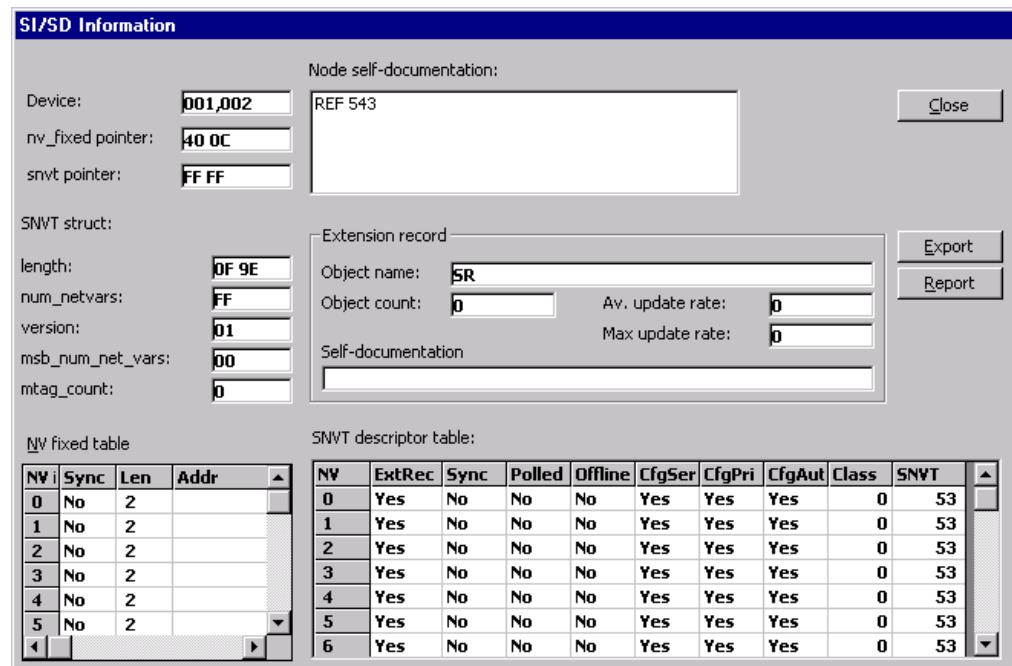 SI/SD Information
Node self-documentation:
Device: 001,002
REF 543
Close
nv_fixed pointer: 40 0C
snvt pointer: FF FF
SNVT struct:
Extension record
Export
length: 0F 9E
Object name: SR
Report
num_netvars: FF
Object count: 0 Av. update rate: 0
version: 01
Max update rate: 0
msb_num_net_vars: 00
Self-documentation
mtag_count: 0
NV fixed table
NV i Sync Len Addr
0 No 2
1 No 2
2 No 2
3 No 2
4 No 2
5 No 2
SNVT descriptor table:
NV ExtRec Sync Polled Offline CfgSer CfgPri CfgAut Class SNVT
0 Yes No No No Yes Yes Yes 0 53
1 Yes No No No Yes Yes Yes 0 53
2 Yes No No No Yes Yes Yes 0 53
3 Yes No No No Yes Yes Yes 0 53
4 Yes No No No Yes Yes Yes 0 53
5 Yes No No No Yes Yes Yes 0 53
6 Yes No No No Yes Yes Yes 0 53